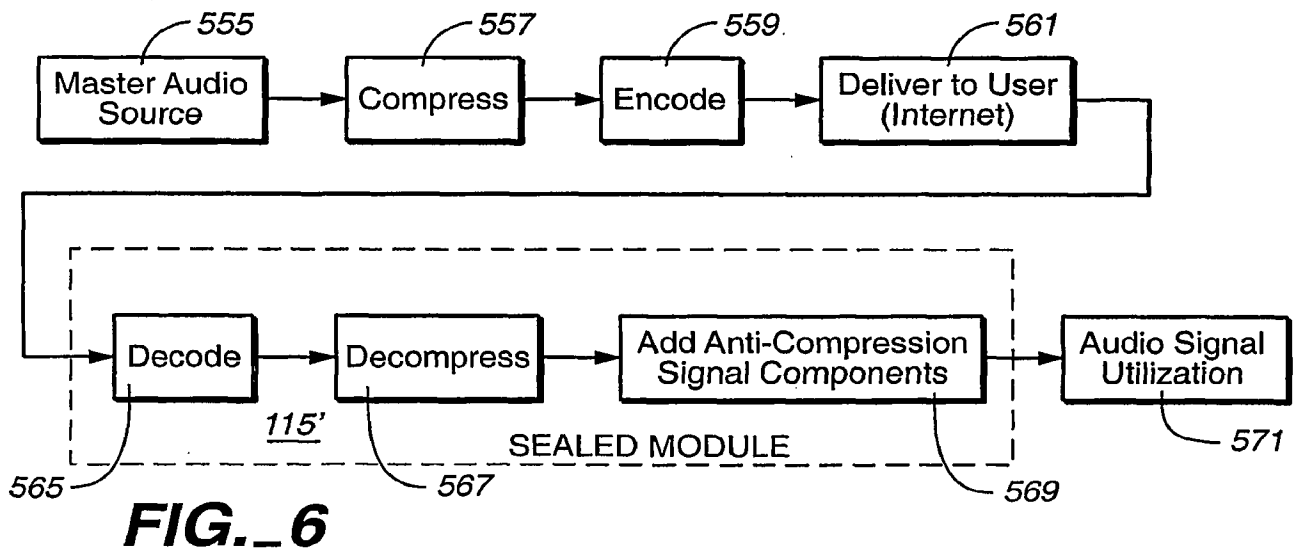 555
557
559
561
Master Audio
Source
Compress
Encode
Deliver to User
(Internet)
Decode
Decompress
Add Anti-Compression
Signal Components
Audio Signal
Utilization
115'
SEALED MODULE
571
565
567
569
FIG._6